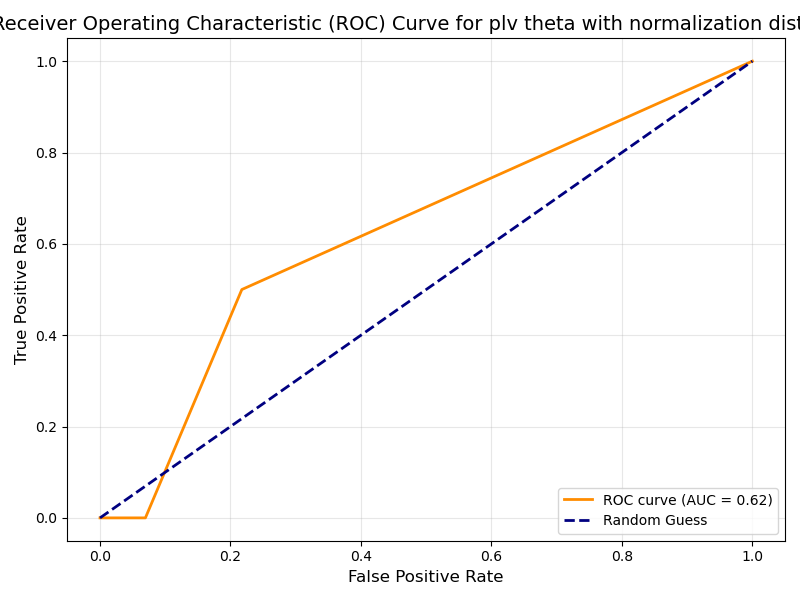 Receiver Operating Characteristic (ROC) Curve for plv theta with normalization dist
1.0
0.8
0.6
0.4
0.2
0.0
True Positive Rate
0.0 0.2 0.4 0.6 0.8 1.0
False Positive Rate
ROC curve (AUC = 0.62)
Random Guess